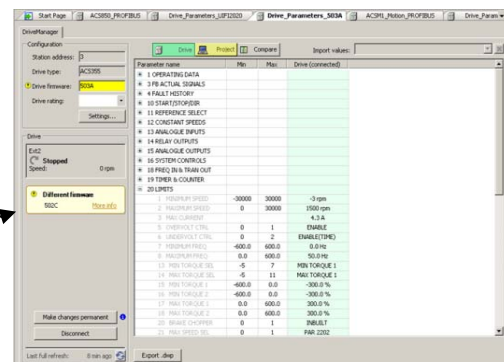 Start Page ACS850_PROFIBUS Drive_Parameters_USP12020 Drive_Parameters_503A ACSM1_Motion_PROFIBUS Drive_Param
DriveManager
Configuration
Station address: 3
Drive type: ACS355
Drive firmware: 503A
Drive rating:
Settings...
Drive
Ext2
Stopped
Speed: 0 rpm
Different firmware
502C More info
Make changes permanent
Disconnect
Last full refresh: 6 min ago
Drive Project Compare Import values:
Parameter name Min Max Drive (connected)
1 OPERATING DATA
3 FB ACTUAL SIGNALS
4 FAULT HISTORY
10 START/STOP/DIR
11 REFERENCE SELECT
12 CONSTANT SPEEDS
13 ANALOGUE INPUTS
14 RELAY OUTPUTS
15 ANALOGUE OUTPUTS
16 SYSTEM CONTROLS
18 FREQ IN & TRAN OUT
19 TIMER & COUNTER
20 LIMITS
1 MINIMUM SPEED -30000 30000 -3 rpm
2 MAXIMUM SPEED 0 30000 1500 rpm
3 MAX CURRENT 4.3 A
5 OVERVOLT CTRL 0 1 ENABLE
6 UNDERVOLT CTRL 0 2 ENABLE(TIME)
7 MINIMUM FREQ -600.0 600.0 0.0 Hz
8 MAXIMUM FREQ 0.0 600.0 50.0 Hz
13 MIN TORQUE SEL -5 7 MIN TORQUE 1
14 MAX TORQUE SEL -5 11 MAX TORQUE 1
15 MIN TORQUE 1 -600.0 0.0 -300.0 %
16 MIN TORQUE 2 -600.0 0.0 -300.0 %
17 MAX TORQUE 1 0.0 600.0 300.0 %
18 MAX TORQUE 2 0.0 600.0 300.0 %
20 BRAKE CHOPPER 0 1 INBUILT
21 MAX SPEED SEL 0 1 PAR 2202
Export .dwp